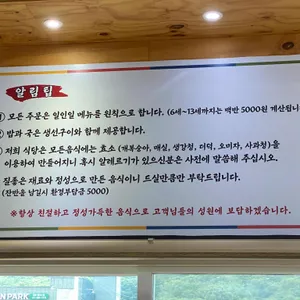 알림팁
모든 주문은 일인일 메뉴를 원칙으로 합니다. (6세~13세까지는 백반 5000원 계산됩니
밥과 국은 생선구이와 함께 제공합니다.
저희 식당은 모든음식에는 효소 (개복숭아, 매실, 생강청, 더덕, 오미자, 사과청)을
이용하여 만들어지니 혹시 알레르기가 있으신분은 사전에 말씀해 주십시오.
질좋은 재료와 정성으로 만든 음식이니 드실만큼만 부탁드립니다.
(잔반을 남길시 환경부담금 5000)
※항상 친절하고 정성가득한 음식으로 고객님들의 성원에 보답하겠습니다.
N PARK